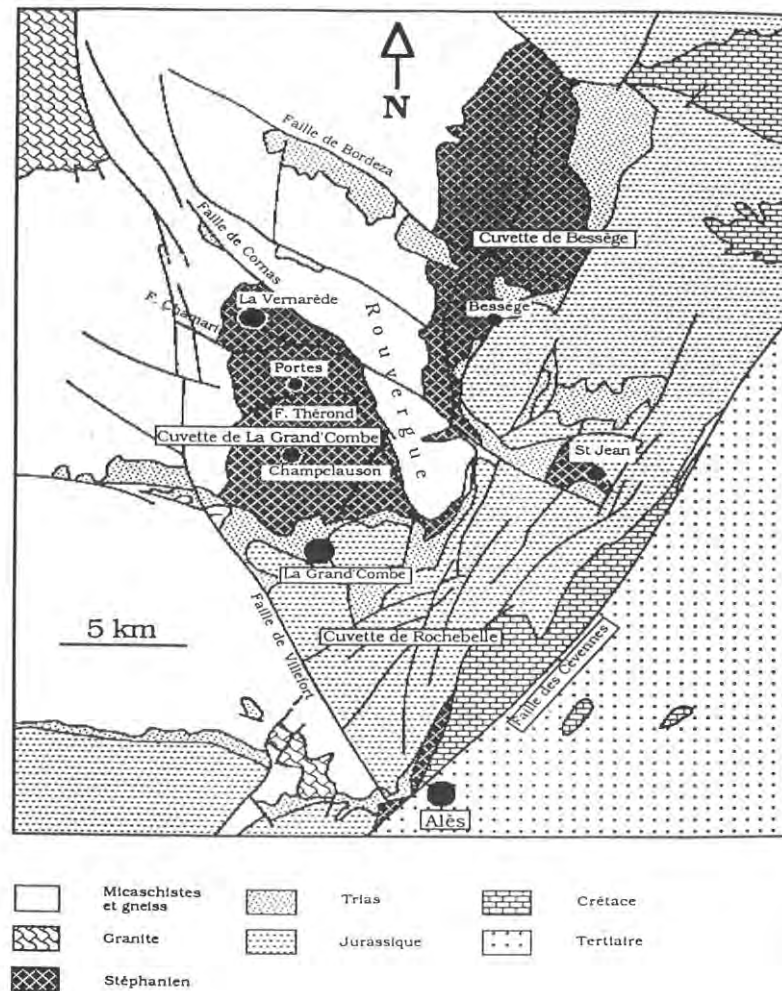 N
Faille de Bordeza
Faille de Cornas
Cuvette de Bessège
La Vernarède
Bessège
Rouvergue
Portes
F. Thérond
Cuvette de La Grand'Combe
St Jean
Champclauson
La Grand'Combe
5 km
Faille de Villefort
Cuvette de Rochebelle
Faille des Cévennes
Alès
Micaschistes
et gneiss
Trias
Crétace
Granite
Jurassique
Tertiaire
Stéphanien